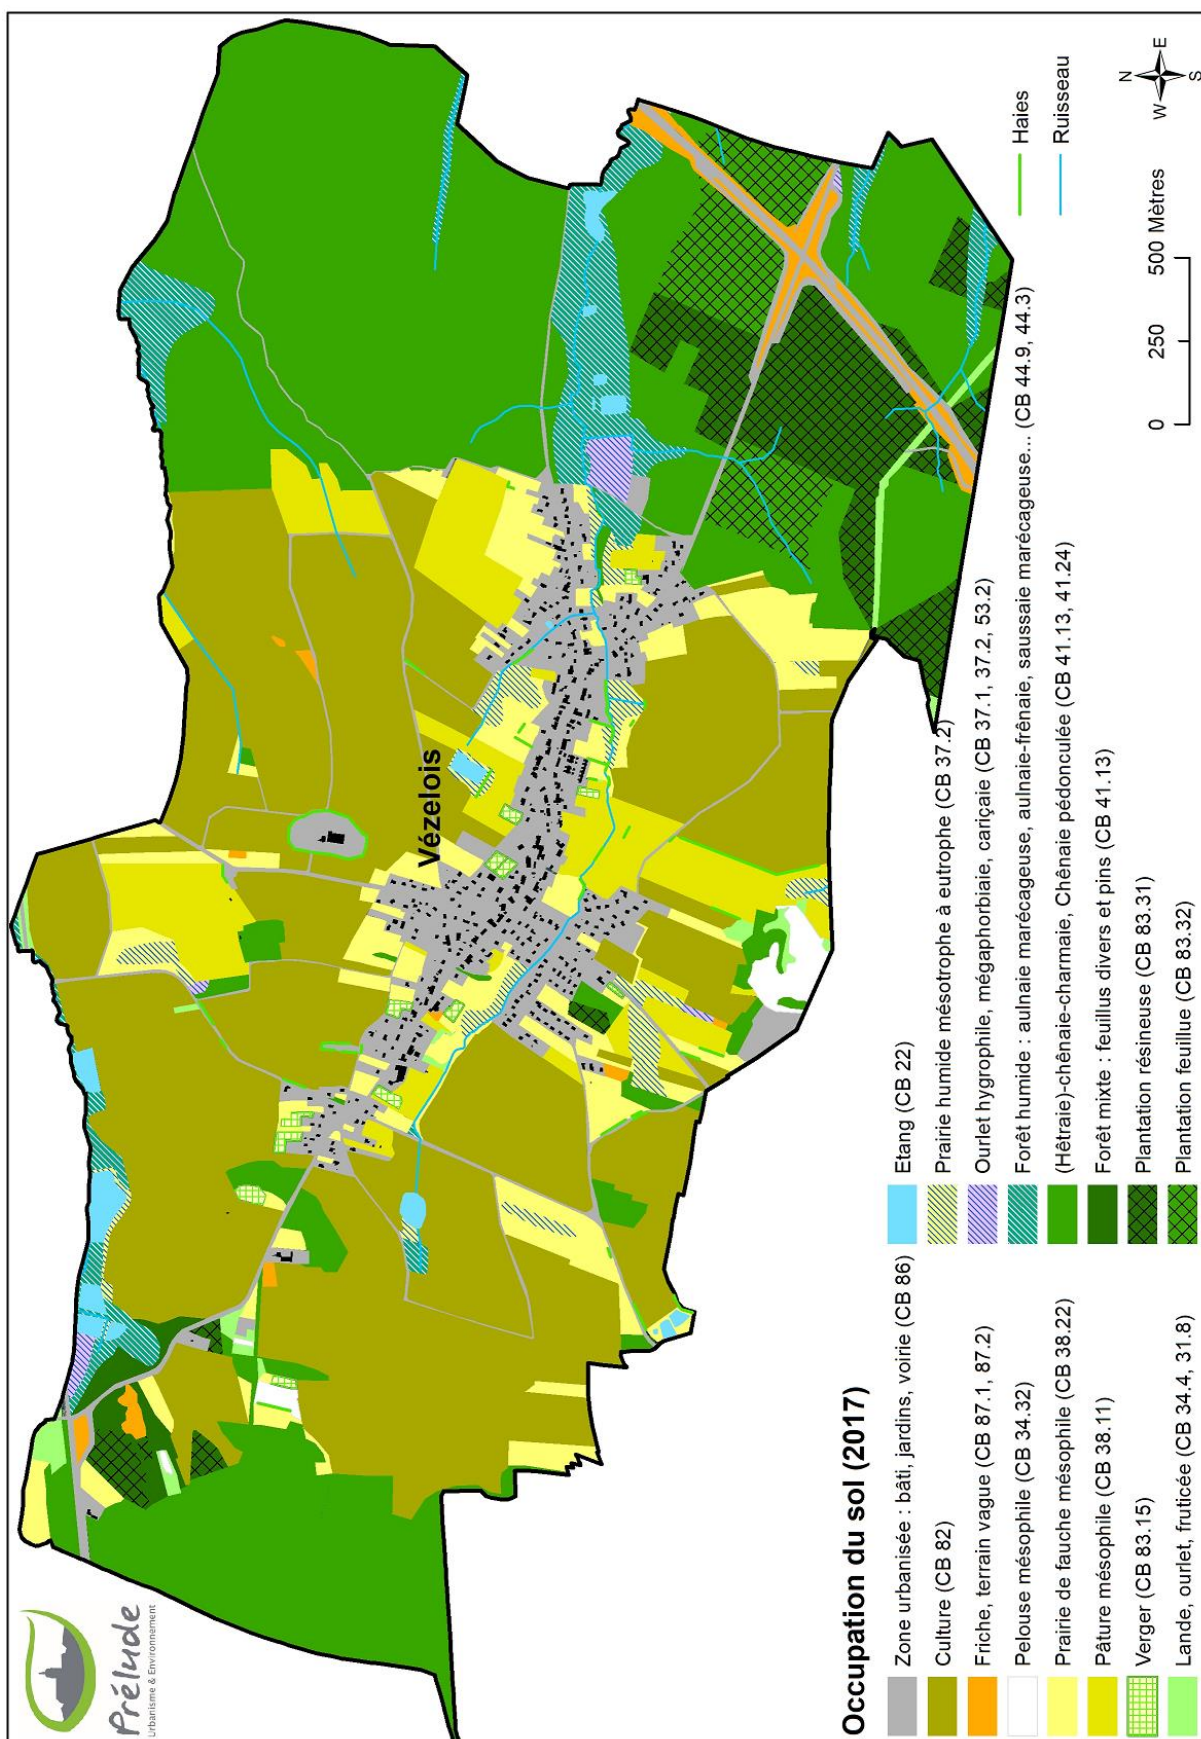 Prélude
Urbanisme & Environnement
Vézelois
Occupation du sol (2017)
Zone urbanisée : bâti, jardins, voirie (CB 86)
Culture (CB 82)
Friche, terrain vague (CB 87.1, 87.2)
Pelouse mésophile (CB 34.32)
Prairie de fauche mésophile (CB 38.22)
Pâture mésophile (CB 38.11)
Verger (CB 83.15)
Lande, ourlet, fruticée (CB 34.4, 31.8)
Etang (CB 22)
Prairie humide mésotrophe à eutrophe (CB 37.2)
Ourlet hygrophile, mégaphorbiaie, cariçaie (CB 37.1, 37.2, 53.2)
Forêt humide : aulnaie marécageuse, aulnaie-frênaie, saussaie marécageuse.. (CB 44.9, 44.3)
(Hêtraie)-chênaie-charmaie, Chênaie pédonculée (CB 41.13, 41.24)
Forêt mixte : feuillus divers et pins (CB 41.13)
Plantation résineuse (CB 83.31)
Plantation feuillue (CB 83.32)
Haies
Ruisseau
0 250 500 Mètres
N
W E
S